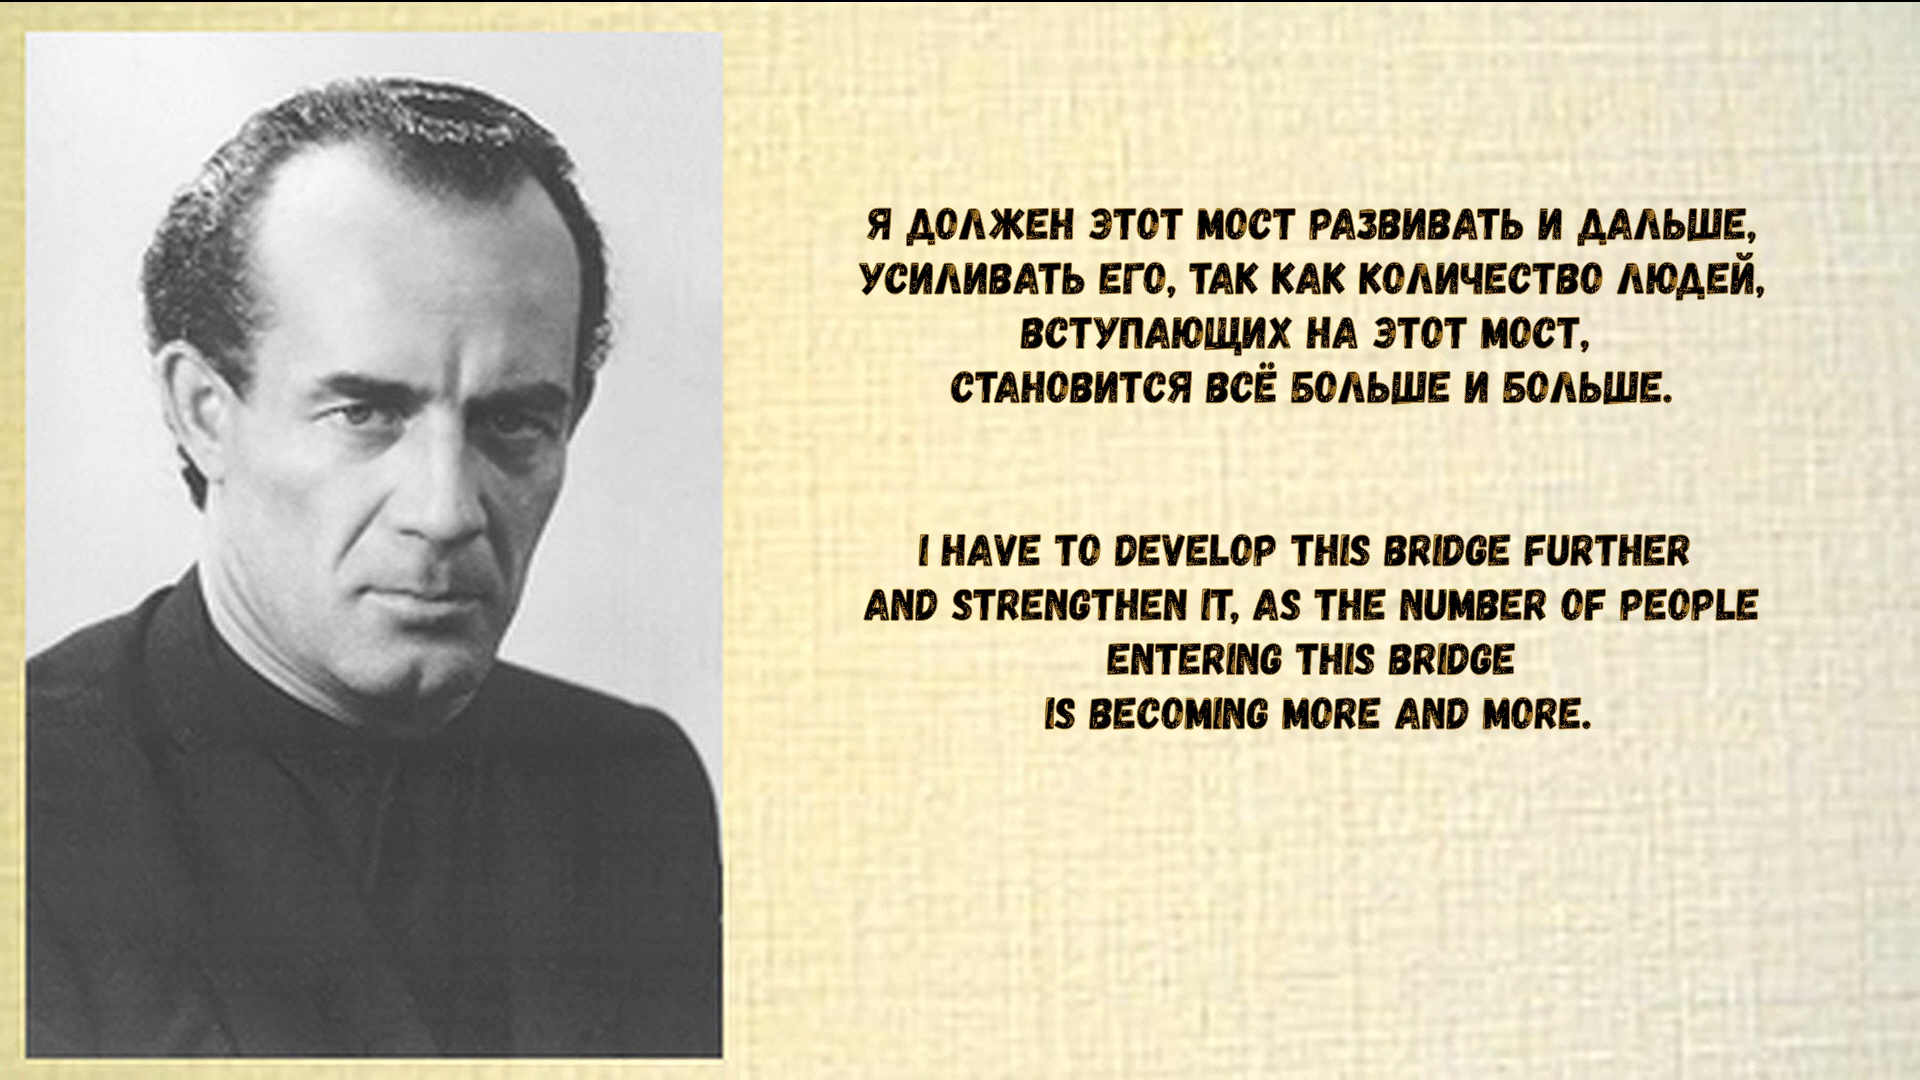 Я ДОЛЖЕН ЭТОТ МОСТ РАЗВИВАТЬ И ДАЛЬШЕ,
УСИЛИВАТЬ ЕГО, ТАК КАК КОЛИЧЕСТВО ЛЮДЕЙ,
ВСТУПАЮЩИХ НА ЭТОТ МОСТ,
СТАНОВИТСЯ ВСЁ БОЛЬШЕ И БОЛЬШЕ.
I HAVE TO DEVELOP THIS BRIDGE FURTHER
AND STRENGTHEN IT, AS THE NUMBER OF PEOPLE
ENTERING THIS BRIDGE
IS BECOMING MORE AND MORE.